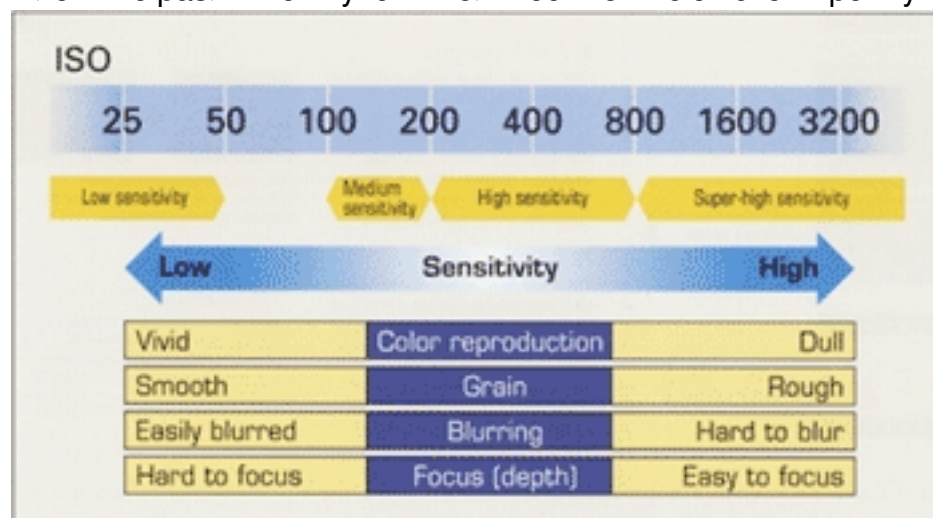 ISO
25 50 100 200 400 800 1600 3200
Low sensitivity Medium sensitivity High sensitivity Super-high sensitivity
Low Sensitivity High
Vivid Color reproduction Dull
Smooth Grain Rough
Easily blurred Blurring Hard to blur
Hard to focus Focus (depth) Easy to focus